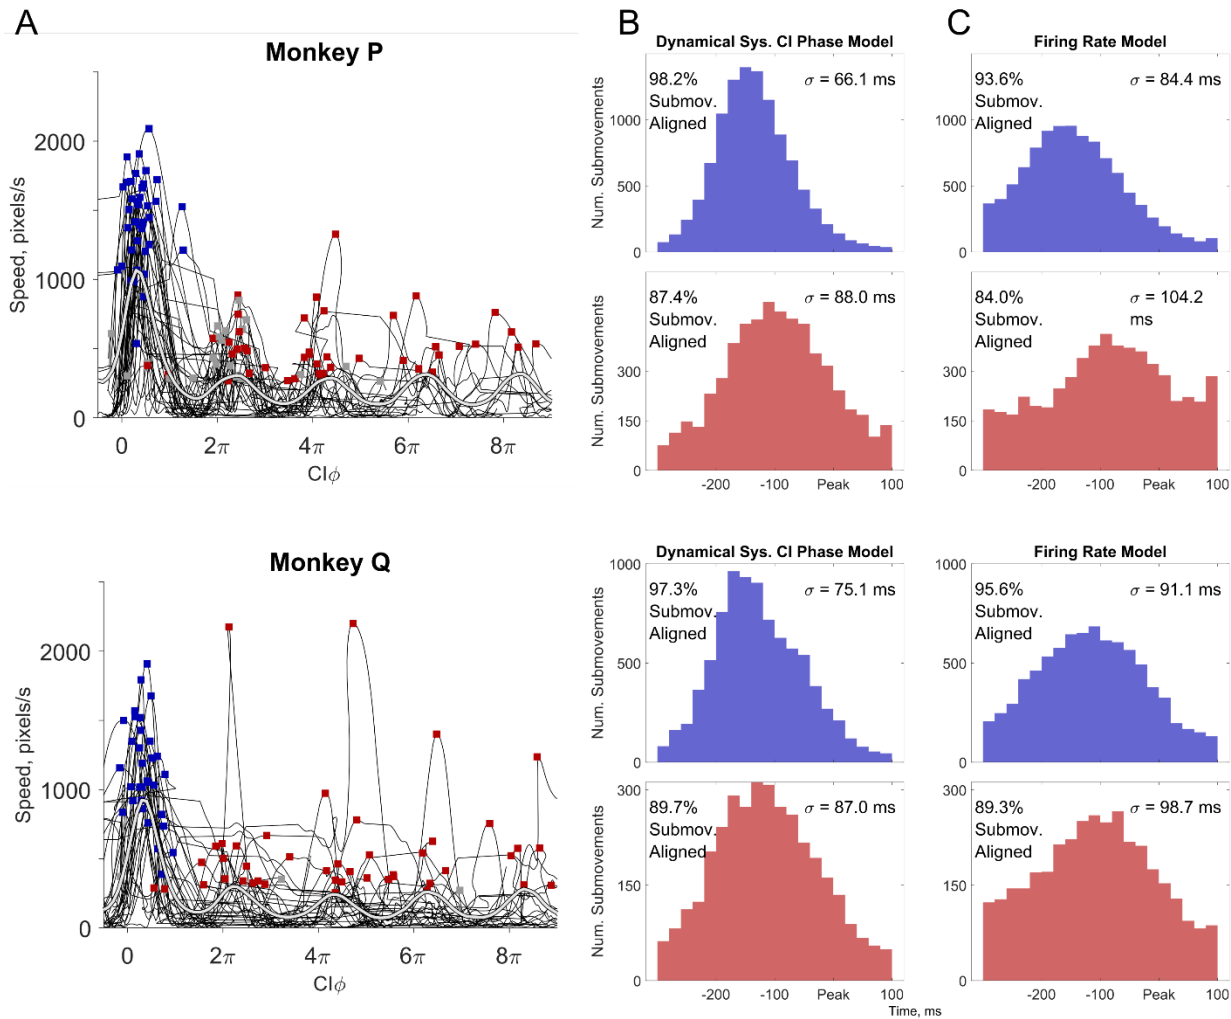 A
Monkey P
Speed, pixels/s
2000
1000
0
0 2π 4π 6π 8π
CIϕ
Monkey Q
Speed, pixels/s
2000
1000
0
0 2π 4π 6π 8π
CIϕ
B
Dynamical Sys. CI Phase Model
98.2%
Submov.
Aligned
σ = 66.1 ms
Num. Submovements
1000
500
0
87.4%
Submov.
Aligned
σ = 88.0 ms
Num. Submovements
300
150
0
-200 -100 Peak 100
Dynamical Sys. CI Phase Model
97.3%
Submov.
Aligned
σ = 75.1 ms
Num. Submovements
1000
500
0
89.7%
Submov.
Aligned
σ = 87.0 ms
Num. Submovements
300
150
0
-200 -100 Peak 100
C
Firing Rate Model
93.6%
Submov.
Aligned
σ = 84.4 ms
1000
500
0
84.0%
Submov.
Aligned
σ = 104.2
ms
300
150
0
-200 -100 Peak 100
Firing Rate Model
95.6%
Submov.
Aligned
σ = 91.1 ms
1000
500
0
89.3%
Submov.
Aligned
σ = 98.7 ms
300
150
0
-200 -100 Peak 100
Time, ms